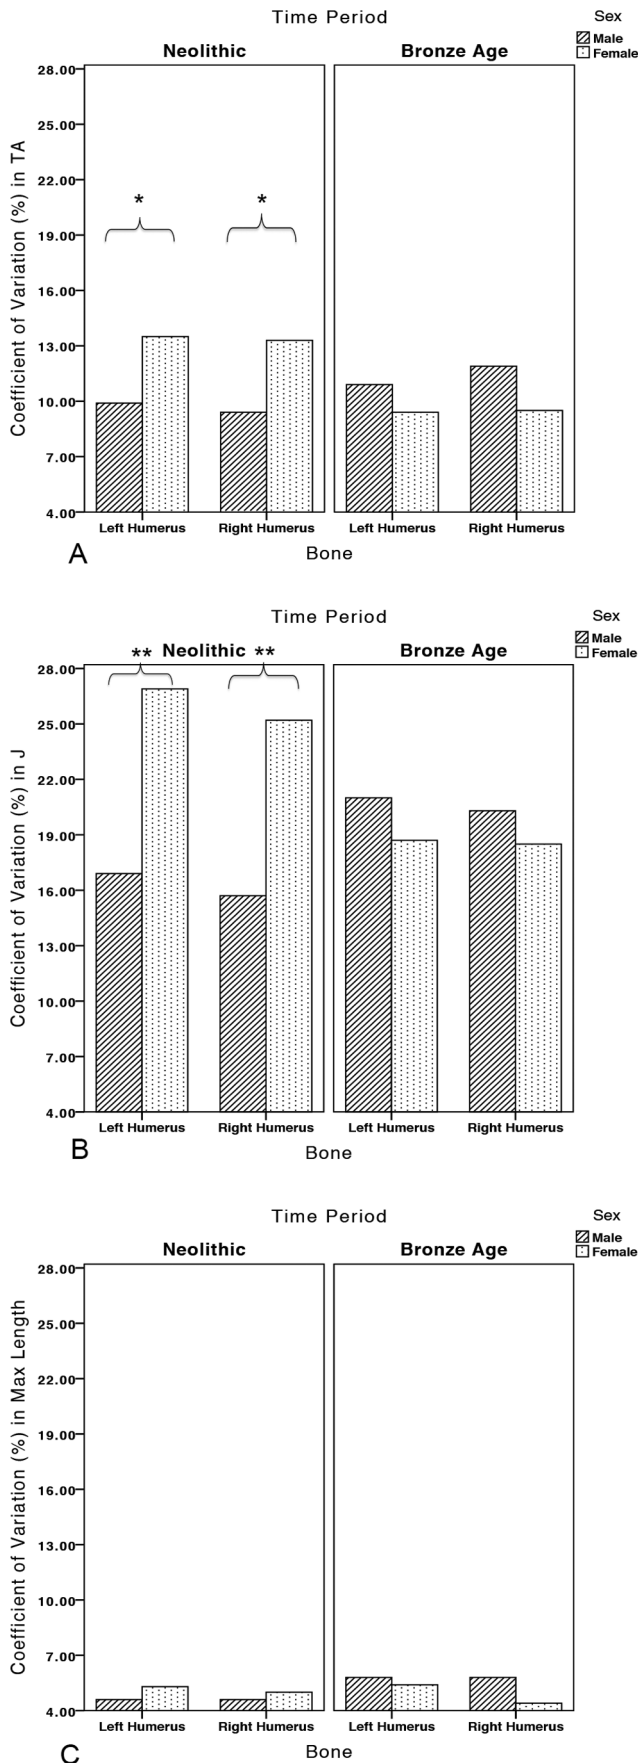 Time Period
Sex
Male
Female
Neolithic
Bronze Age
Coefficient of Variation (%) in TA
28.00
25.00
22.00
19.00
16.00
13.00
10.00
7.00
4.00
*
*
Left Humerus
Right Humerus
Left Humerus
Right Humerus
A
Bone
Time Period
Sex
Male
Female
** Neolithic **
Bronze Age
Coefficient of Variation (%) in J
28.00
25.00
22.00
19.00
16.00
13.00
10.00
7.00
4.00
Left Humerus
Right Humerus
Left Humerus
Right Humerus
B
Bone
Time Period
Sex
Male
Female
Neolithic
Bronze Age
Coefficient of Variation (%) in Max Length
28.00
25.00
22.00
19.00
16.00
13.00
10.00
7.00
4.00
Left Humerus
Right Humerus
Left Humerus
Right Humerus
C
Bone